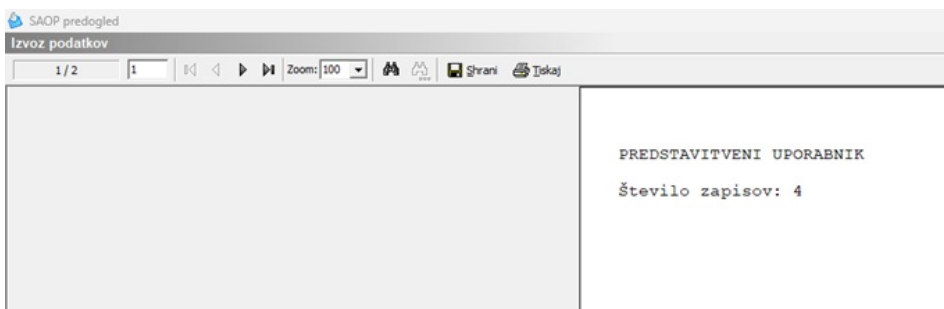 SAOP predogled
Izvoz podatkov
1/2 1 Zoom: 100 Shrani Tiskaj
PREDSTAVITVENI UPORABNIK
Število zapisov: 4